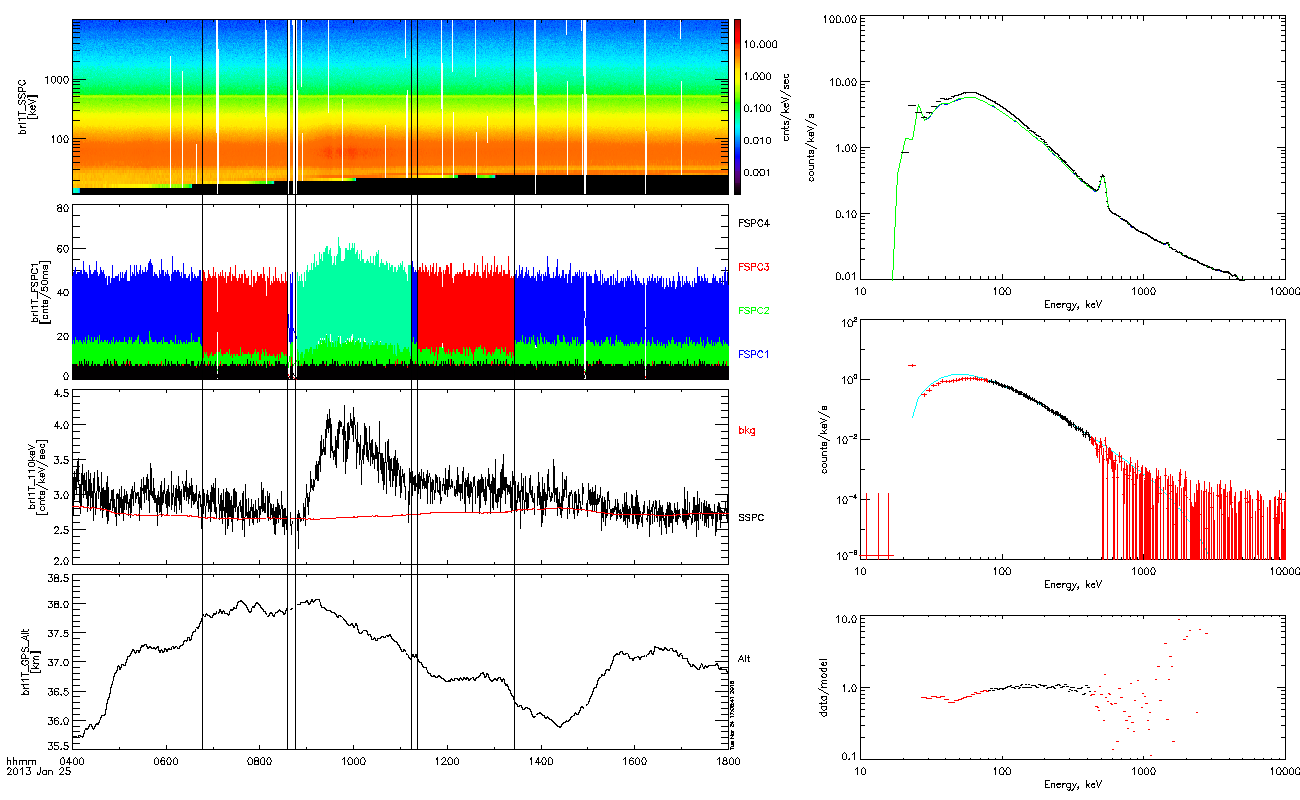 brl1T_SSPC
[keV]
1000
100
10.000
1.000
0.100
0.010
0.001
cnts/keV/sec
brl1T_FSPC1
[cnts/50ms]
80
60
40
20
0
FSPC4
FSPC3
FSPC2
FSPC1
brl1T_110keV
[cnts/keV/sec]
4.5
4.0
3.5
3.0
2.5
2.0
bkg
SSPC
brl1T_GPS_Alt
[km]
38.5
38.0
37.5
37.0
36.5
36.0
35.5
Alt
hhmm
2013 Jan 25
0400
0600
0800
1000
1200
1400
1600
1800
100.00
10.00
1.00
0.10
0.01
counts/keV/s
10
100
1000
10000
Energy, keV
10²
10⁰
10⁻²
10⁻⁴
10⁻⁶
counts/keV/s
10
100
1000
10000
Energy, keV
10.0
1.0
0.1
data/model
10
100
1000
10000
Energy, keV